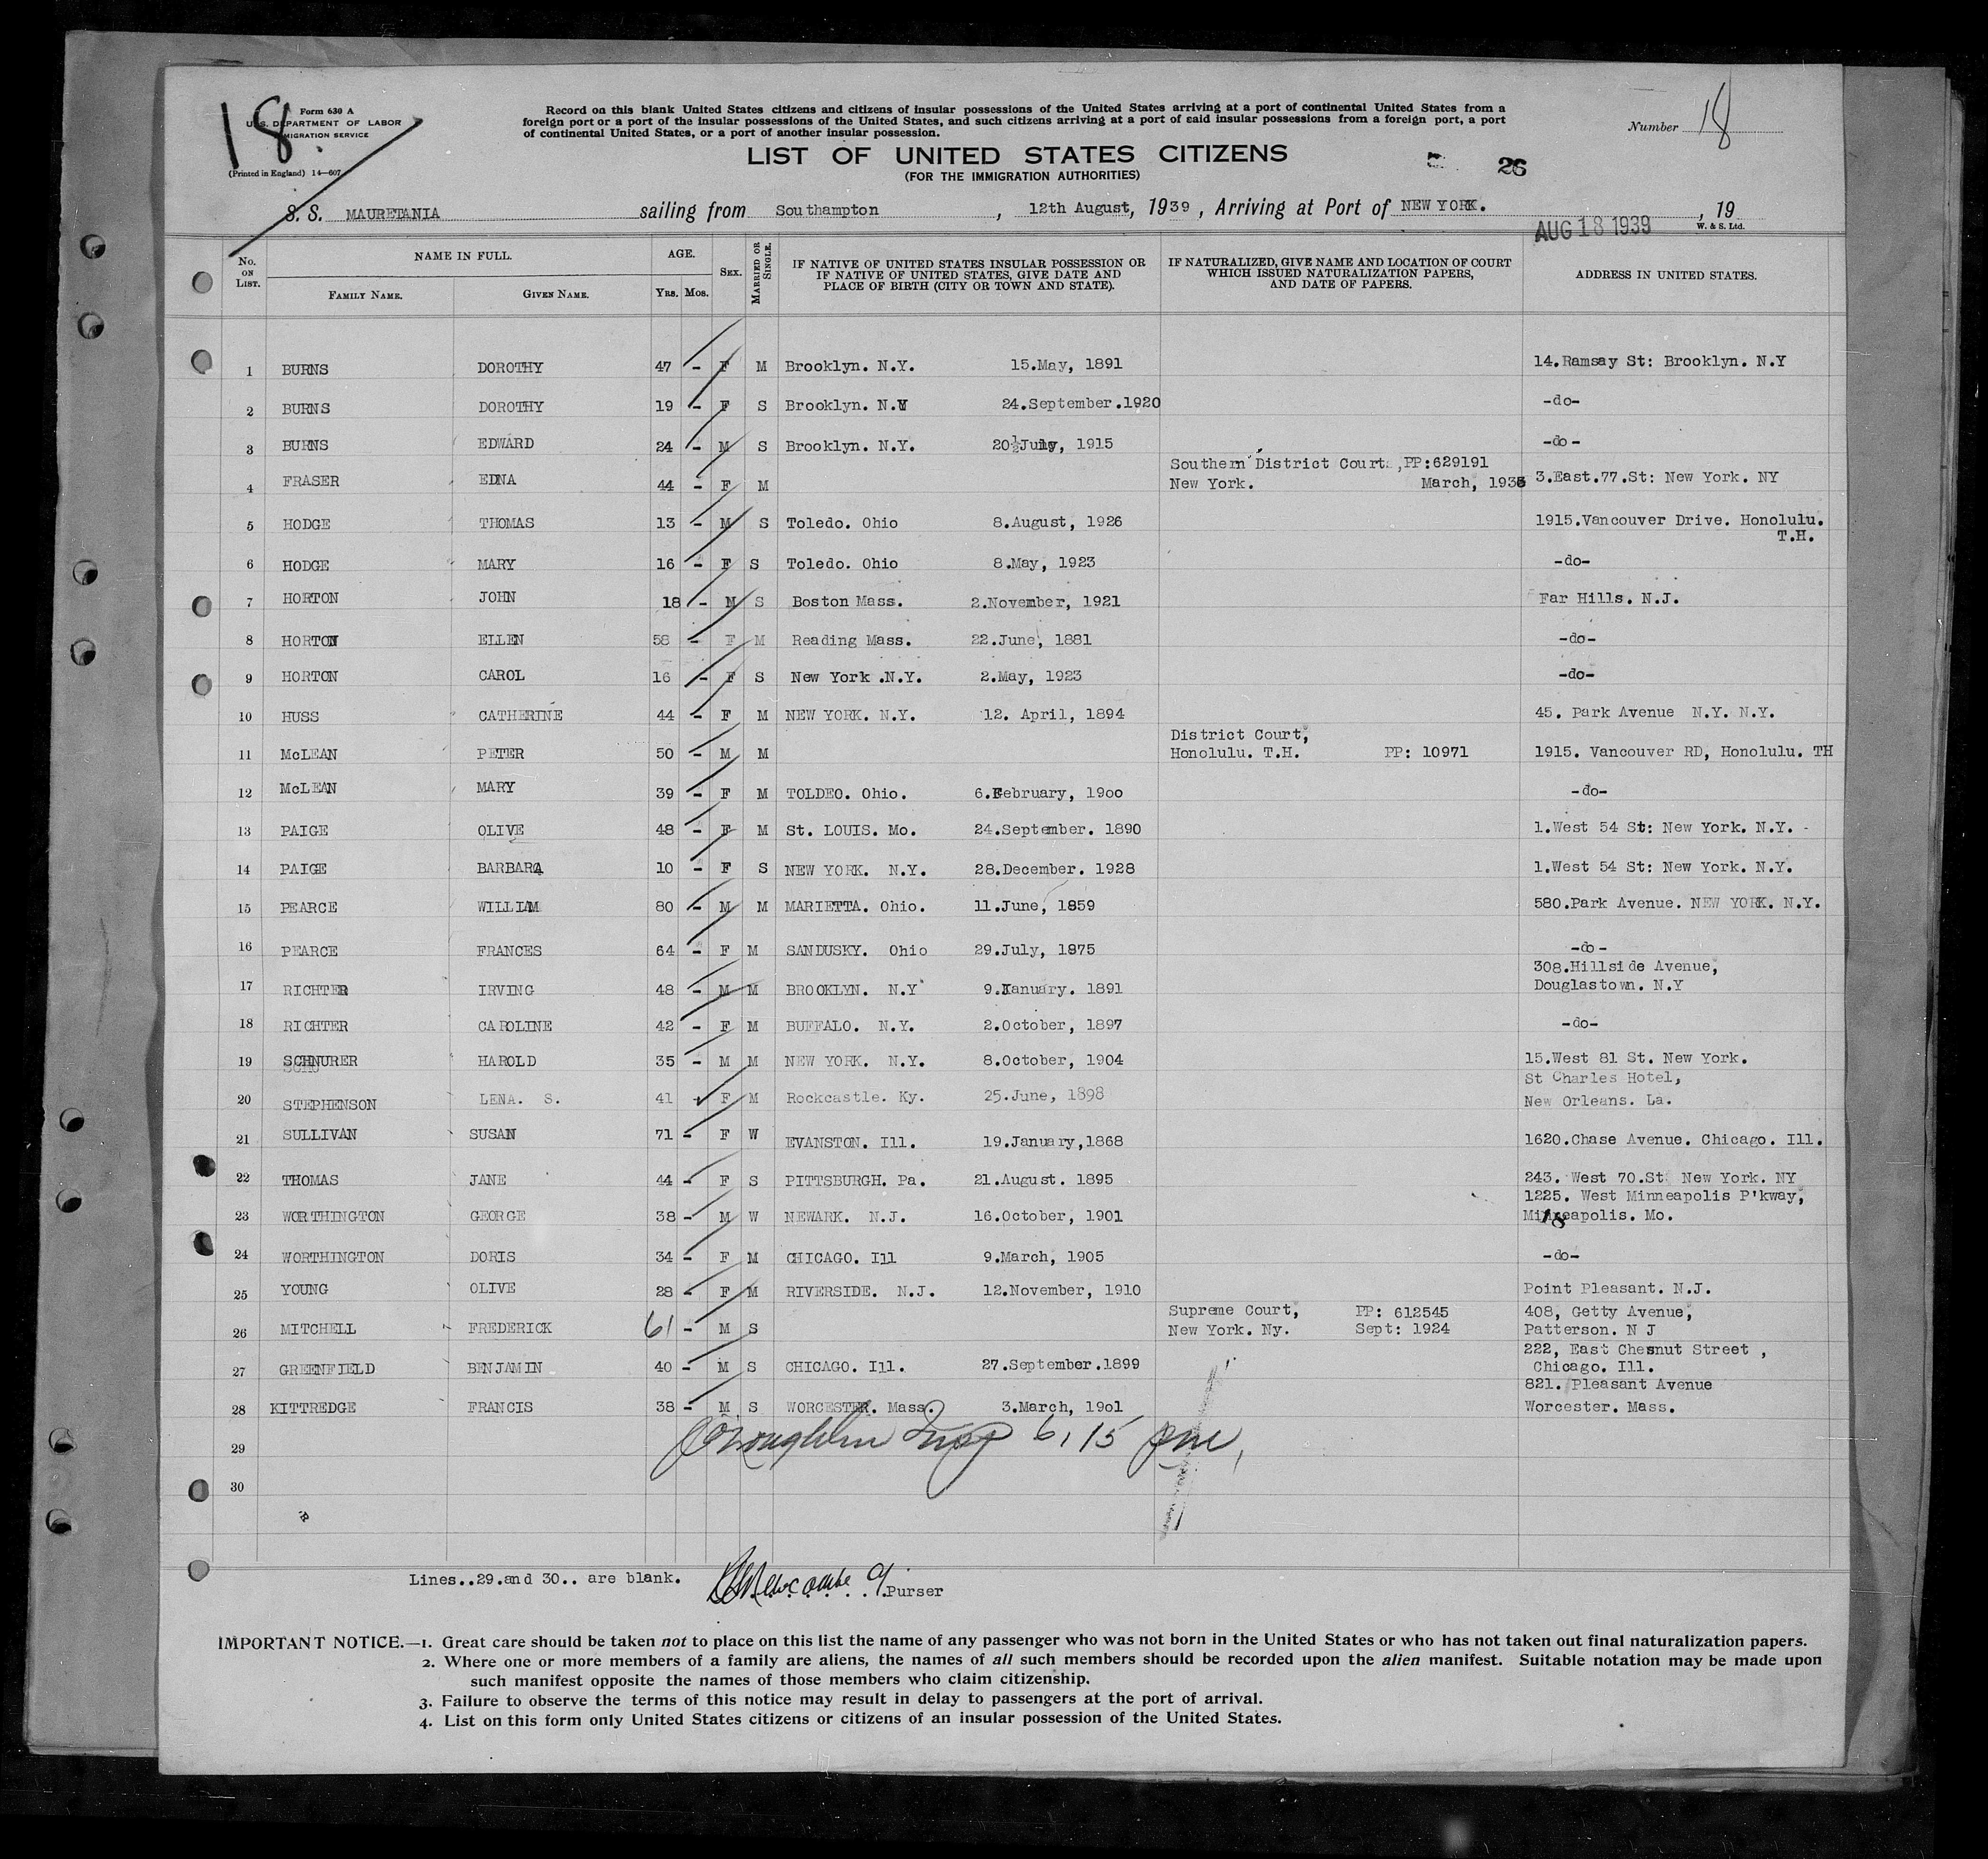 18.
Form 630 A
U.S. DEPARTMENT OF LABOR
IMMIGRATION SERVICE
(Printed in England) 14—607
Record on this blank United States citizens and citizens of insular possessions of the United States arriving at a port of continental United States from a
foreign port or a port of the insular possessions of the United States, and such citizens arriving at a port of said insular possessions from a foreign port, a port
of continental United States, or a port of another insular possession.
Number 18
LIST OF UNITED STATES CITIZENS
(FOR THE IMMIGRATION AUTHORITIES)
26
S. S. MAURETANIA sailing from Southampton , 12th August, 1939 , Arriving at Port of NEW YORK. , 19
AUG 18 1939
W. & S. Ltd.
No. ON LIST. NAME IN FULL. FAMILY NAME. GIVEN NAME. AGE. YRS. MOS. SEX. MARRIED OR SINGLE. IF NATIVE OF UNITED STATES INSULAR POSSESSION OR IF NATIVE OF UNITED STATES, GIVE DATE AND PLACE OF BIRTH (CITY OR TOWN AND STATE). IF NATURALIZED, GIVE NAME AND LOCATION OF COURT WHICH ISSUED NATURALIZATION PAPERS, AND DATE OF PAPERS. ADDRESS IN UNITED STATES.
1 BURNS DOROTHY 47 - F M Brooklyn. N.Y. 15.May, 1891 14.Ramsay St: Brooklyn. N.Y
2 BURNS DOROTHY 19 - F S Brooklyn. N.Y 24.September.1920 -do-
3 BURNS EDWARD 24 - M S Brooklyn. N.Y. 20 July, 1915 -do-
4 FRASER EDNA 44 - F M Southern District Court, PP:629191 New York. March, 3.East.77.St: New York. NY
5 HODGE THOMAS 13 - M S Toledo. Ohio 8.August, 1926 1915.Vancouver Drive. Honolulu. T.H.
6 HODGE MARY 16 - F S Toledo. Ohio 8.May, 1923 -do-
7 HORTON JOHN 18 - M S Boston Mass. 2.November, 1921 Far Hills. N.J.
8 HORTON ELLEN 58 - F M Reading Mass. 22.June, 1881 -do-
9 HORTON CAROL 16 - F S New York .N.Y. 2.May, 1923 -do-
10 HUSS CATHERINE 44 - F M NEW YORK. N.Y. 12. April, 1894 45. Park Avenue N.Y. N.Y.
11 McLEAN PETER 50 - M M District Court, Honolulu. T.H. PP: 10971 1915. Vancouver RD, Honolulu. TH
12 McLEAN MARY 39 - F M TOLDEO. Ohio. 6.February, 19oo -do-
13 PAIGE OLIVE 48 - F M St. LOUIS. Mo. 24.September. 1890 1.West 54 St: New York. N.Y. -
14 PAIGE BARBARA 10 - F S NEW YORK. N.Y. 28.December. 1928 1.West 54 St: New York. N.Y.
15 PEARCE WILLIAM 80 - M M MARIETTA. Ohio. 11.June, 1859 580.Park Avenue. NEW YORK. N.Y.
16 PEARCE FRANCES 64 - F M SANDUSKY. Ohio 29.July, 1875 -do-
17 RICHTER IRVING 48 - M M BROOKLYN. N.Y 9.January. 1891 308.Hillside Avenue, Douglastown. N.Y
18 RICHTER CAROLINE 42 - F M BUFFALO. N.Y. 2.October, 1897 -do-
19 SCHNURER HAROLD 35 - M M NEW YORK. N.Y. 8.October, 1904 15.West 81 St. New York.
20 STEPHENSON LENA. S. 41 - F M Rockcastle. Ky. 25.June, 1898 St Charles Hotel, New Orleans. La.
21 SULLIVAN SUSAN 71 - F W EVANSTON. Ill. 19.January,1868 1620.Chase Avenue. Chicago. Ill.
22 THOMAS JANE 44 - F S PITTSBURGH. Pa. 21.August. 1895 243. West 70.St New York. NY
23 WORTHINGTON GEORGE 38 - M W NEWARK. N.J. 16.October, 1901 1225. West Minneapolis P'kway, Minneapolis. Mo.
18
24 WORTHINGTON DORIS 34 - F M CHICAGO. Ill 9.March, 1905 -do-
25 YOUNG OLIVE 28 - F M RIVERSIDE. N.J. 12.November, 1910 Point Pleasant. N.J.
26 MITCHELL FREDERICK 61 - M S Supreme Court, PP: 612545 New York. Ny. Sept: 1924 408, Getty Avenue, Patterson. N J
27 GREENFIELD BENJAMIN 40 - M S CHICAGO. Ill. 27.September.1899 222, East Chesnut Street , Chicago. Ill.
28 KITTREDGE FRANCIS 38 - M S WORCESTER. Mass. 3.March, 19o1 821. Pleasant Avenue Worcester. Mass.
29 6,15 pm,
30
Lines..29.and 30.. are blank. Purser
IMPORTANT NOTICE.—1. Great care should be taken not to place on this list the name of any passenger who was not born in the United States or who has not taken out final naturalization papers.
2. Where one or more members of a family are aliens, the names of all such members should be recorded upon the alien manifest. Suitable notation may be made upon
such manifest opposite the names of those members who claim citizenship.
3. Failure to observe the terms of this notice may result in delay to passengers at the port of arrival.
4. List on this form only United States citizens or citizens of an insular possession of the United States.